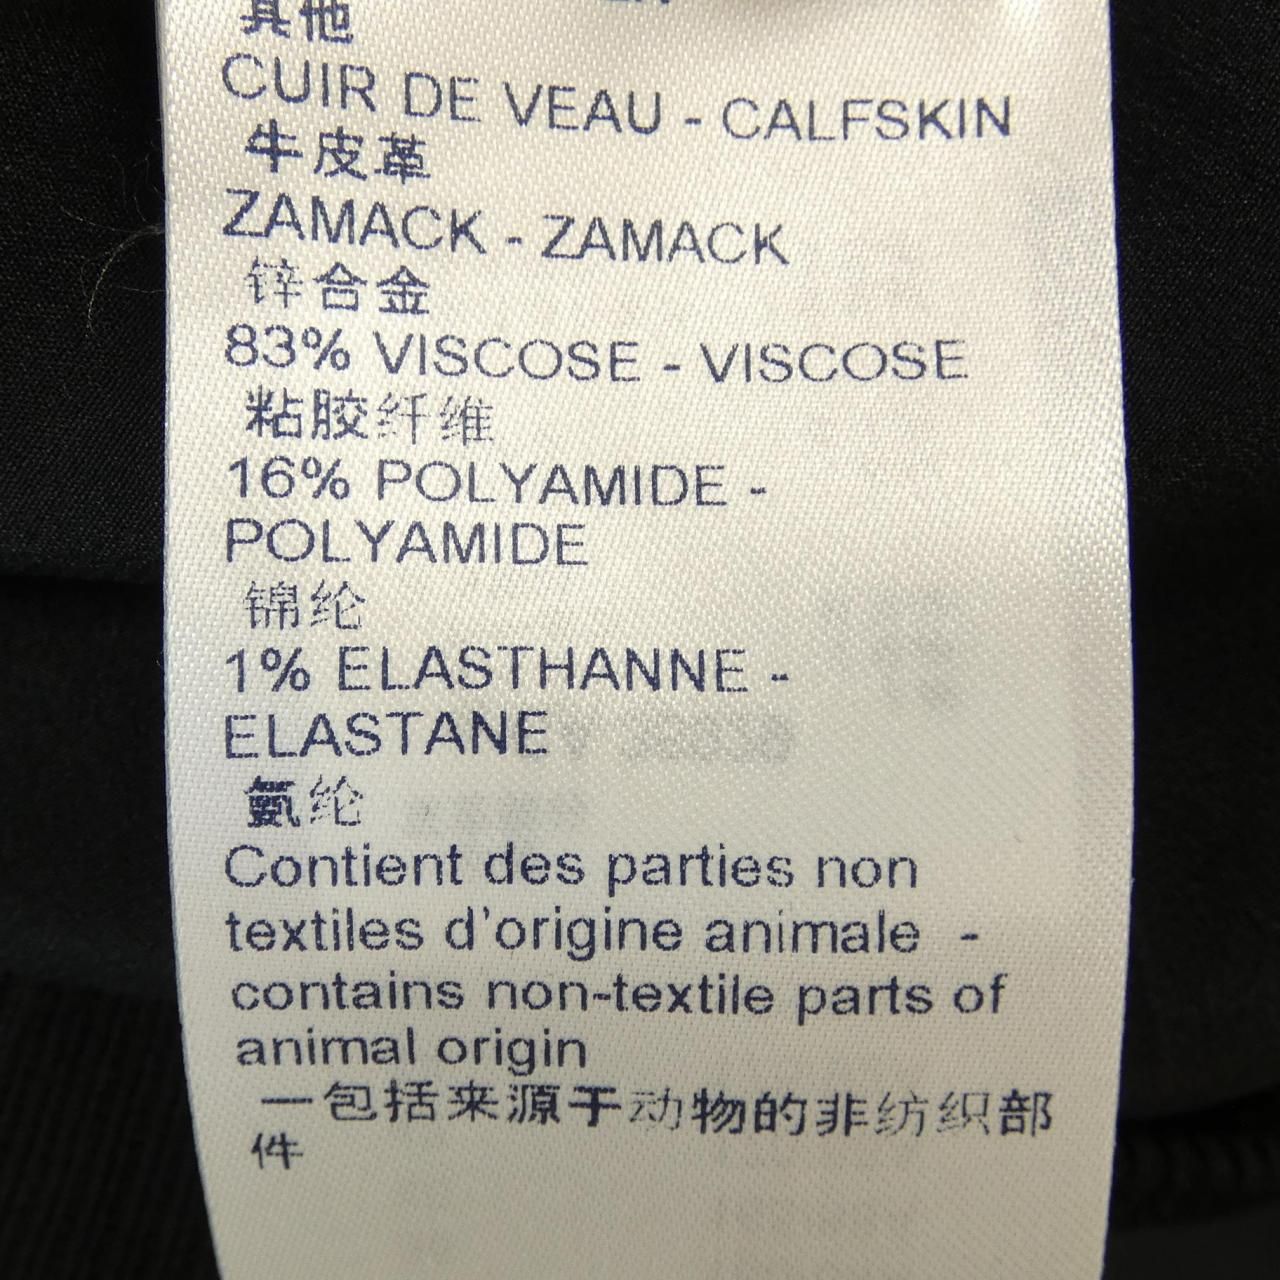 其他
CUIR DE VEAU - CALFSKIN
牛皮革
ZAMACK - ZAMACK
锌合金
83% VISCOSE - VISCOSE
粘胶纤维
16% POLYAMIDE -
POLYAMIDE
锦纶
1% ELASTHANNE -
ELASTANE
氨纶
Contient des parties non
textiles d'origine animale -
contains non-textile parts of
animal origin
一包括来源于动物的非纺织部
件